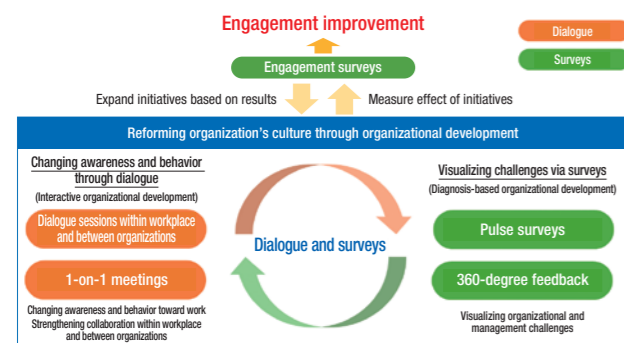 Engagement improvement
Dialogue
Surveys
Engagement surveys
Expand initiatives based on results
Measure effect of initiatives
Reforming organization's culture through organizational development
Changing awareness and behavior
through dialogue
(Interactive organizational development)
Dialogue sessions within workplace
and between organizations
1-on-1 meetings
Changing awareness and behavior toward work
Strengthening collaboration within workplace
and between organizations
Dialogue and surveys
Visualizing challenges via surveys
(Diagnosis-based organizational development)
Pulse surveys
360-degree feedback
Visualizing organizational and
management challenges